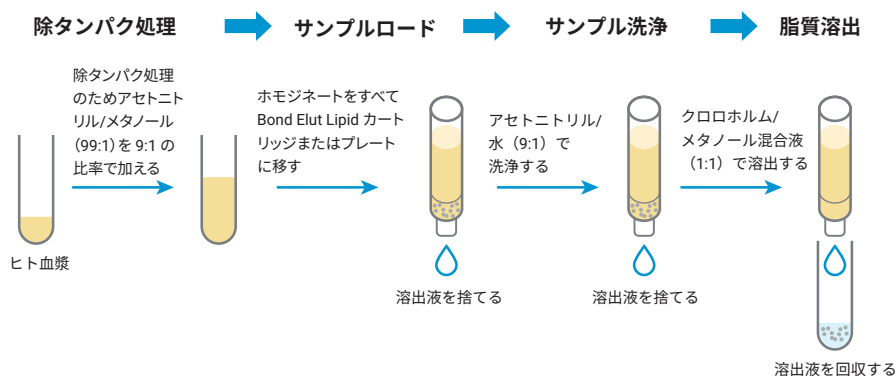 除タンパク処理
サンプルロード
サンプル洗浄
脂質溶出
除タンパク処理
のためアセトニト
リル/メタノール
（99:1）を 9:1 の
比率で加える
ホモジネートをすべて
Bond Elut Lipid カート
リッジまたはプレート
に移す
アセトニトリル/
水（9:1）で
洗浄する
クロロホルム/
メタノール混合液
（1:1）で溶出する
ヒト血漿
溶出液を捨てる
溶出液を捨てる
溶出液を回収する